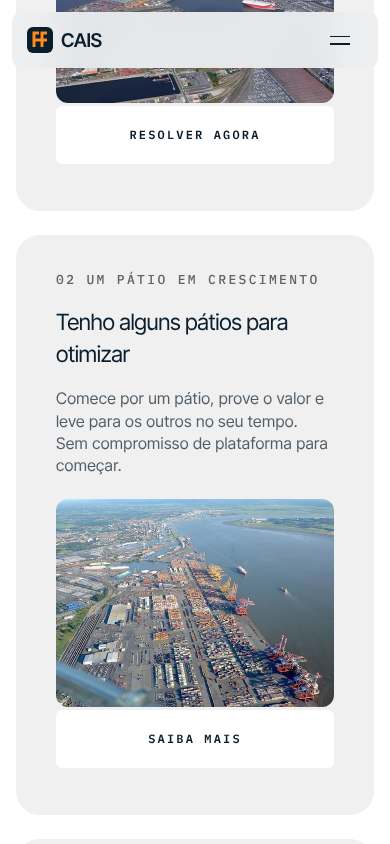 CAIS
RESOLVER AGORA
02 UM PÁTIO EM CRESCIMENTO
Tenho alguns pátios para
otimizar
Comece por um pátio, prove o valor e
leve para os outros no seu tempo.
Sem compromisso de plataforma para
começar.
SAIBA MAIS